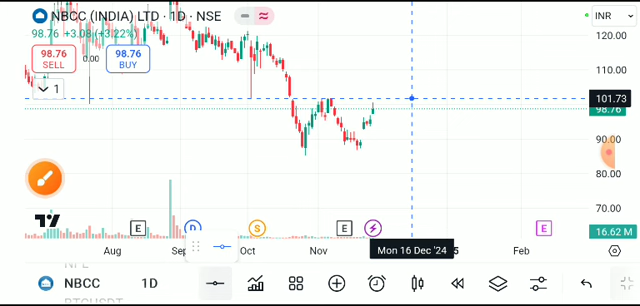 NBCC (INDIA) LTD · 1D · NSE
INR
98.76 +3.08 (+3.22%)
120.00
98.76
SELL
0.00
98.76
BUY
110.00
1
101.73
98.76
90.00
80.00
70.00
E
D
S
E
E
16.62 M
Aug
Oct
Nov
Mon 16 Dec '24
Feb
NBCC
1D